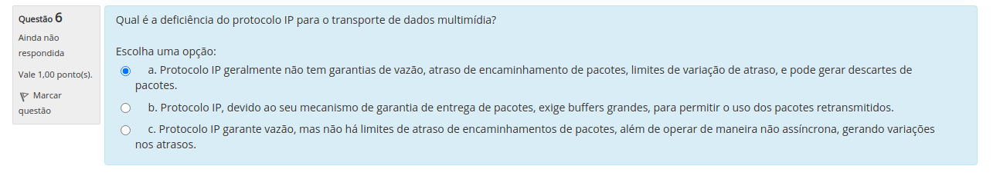 Questão 6
Ainda não
respondida
Vale 1,00 ponto(s).
Marcar
questão
Qual é a deficiência do protocolo IP para o transporte de dados multimídia?
Escolha uma opção:
a. Protocolo IP geralmente não tem garantias de vazão, atraso de encaminhamento de pacotes, limites de variação de atraso, e pode gerar descartes de
pacotes.
b. Protocolo IP, devido ao seu mecanismo de garantia de entrega de pacotes, exige buffers grandes, para permitir o uso dos pacotes retransmitidos.
c. Protocolo IP garante vazão, mas não há limites de atraso de encaminhamentos de pacotes, além de operar de maneira não assíncrona, gerando variações
nos atrasos.